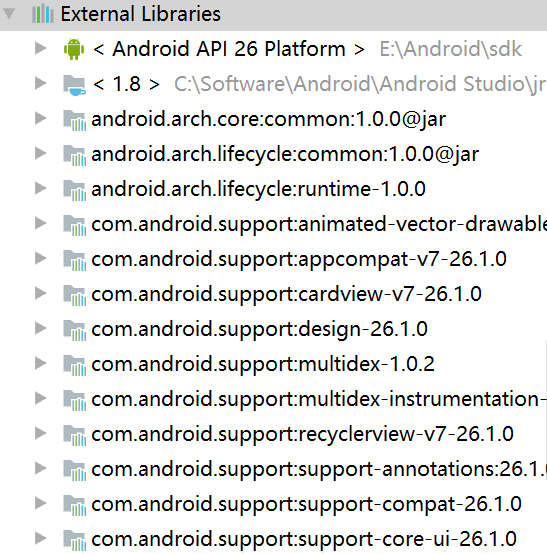 External Libraries
< Android API 26 Platform > E:\Android\sdk
< 1.8 > C:\Software\Android\Android Studio\jr
android.arch.core:common:1.0.0@jar
android.arch.lifecycle:common:1.0.0@jar
android.arch.lifecycle:runtime-1.0.0
com.android.support:animated-vector-drawable
com.android.support:appcompat-v7-26.1.0
com.android.support:cardview-v7-26.1.0
com.android.support:design-26.1.0
com.android.support:multidex-1.0.2
com.android.support:multidex-instrumentation-
com.android.support:recyclerview-v7-26.1.0
com.android.support:support-annotations:26.1.
com.android.support:support-compat-26.1.0
com.android.support:support-core-ui-26.1.0